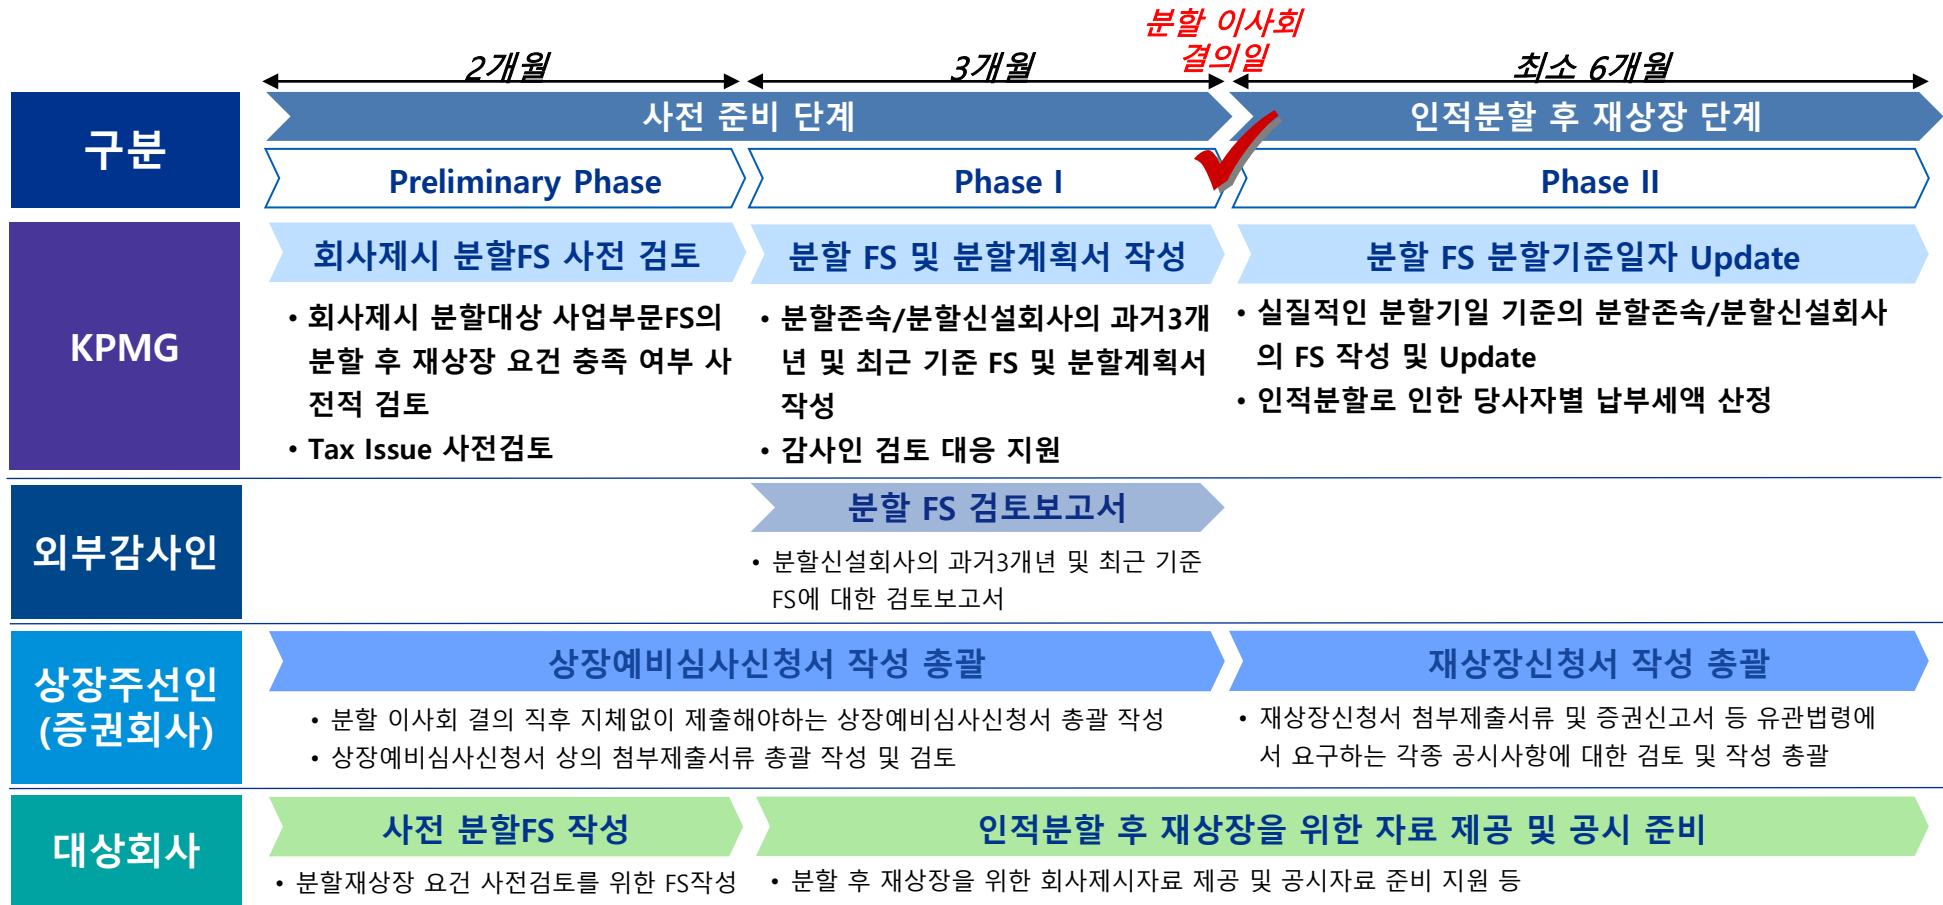 분할 이사회
결의일
2개월
3개월
최소 6개월
구분
사전 준비 단계
인적분할 후 재상장 단계
Preliminary Phase
Phase I
Phase II
KPMG
회사제시 분할FS 사전 검토
• 회사제시 분할대상 사업부문FS의
분할 후 재상장 요건 충족 여부 사
전적 검토
• Tax Issue 사전검토
분할 FS 및 분할계획서 작성
• 분할존속/분할신설회사의 과거3개
년 및 최근 기준 FS 및 분할계획서
작성
• 감사인 검토 대응 지원
분할 FS 분할기준일자 Update
• 실질적인 분할기일 기준의 분할존속/분할신설회사
의 FS 작성 및 Update
• 인적분할로 인한 당사자별 납부세액 산정
외부감사인
분할 FS 검토보고서
• 분할신설회사의 과거3개년 및 최근 기준
FS에 대한 검토보고서
상장주선인
(증권회사)
상장예비심사신청서 작성 총괄
• 분할 이사회 결의 직후 지체없이 제출해야하는 상장예비심사신청서 총괄 작성
• 상장예비심사신청서 상의 첨부제출서류 총괄 작성 및 검토
재상장신청서 작성 총괄
• 재상장신청서 첨부제출서류 및 증권신고서 등 유관법령에
서 요구하는 각종 공시사항에 대한 검토 및 작성 총괄
대상회사
사전 분할FS 작성
• 분할재상장 요건 사전검토를 위한 FS작성
인적분할 후 재상장을 위한 자료 제공 및 공시 준비
• 분할 후 재상장을 위한 회사제시자료 제공 및 공시자료 준비 지원 등